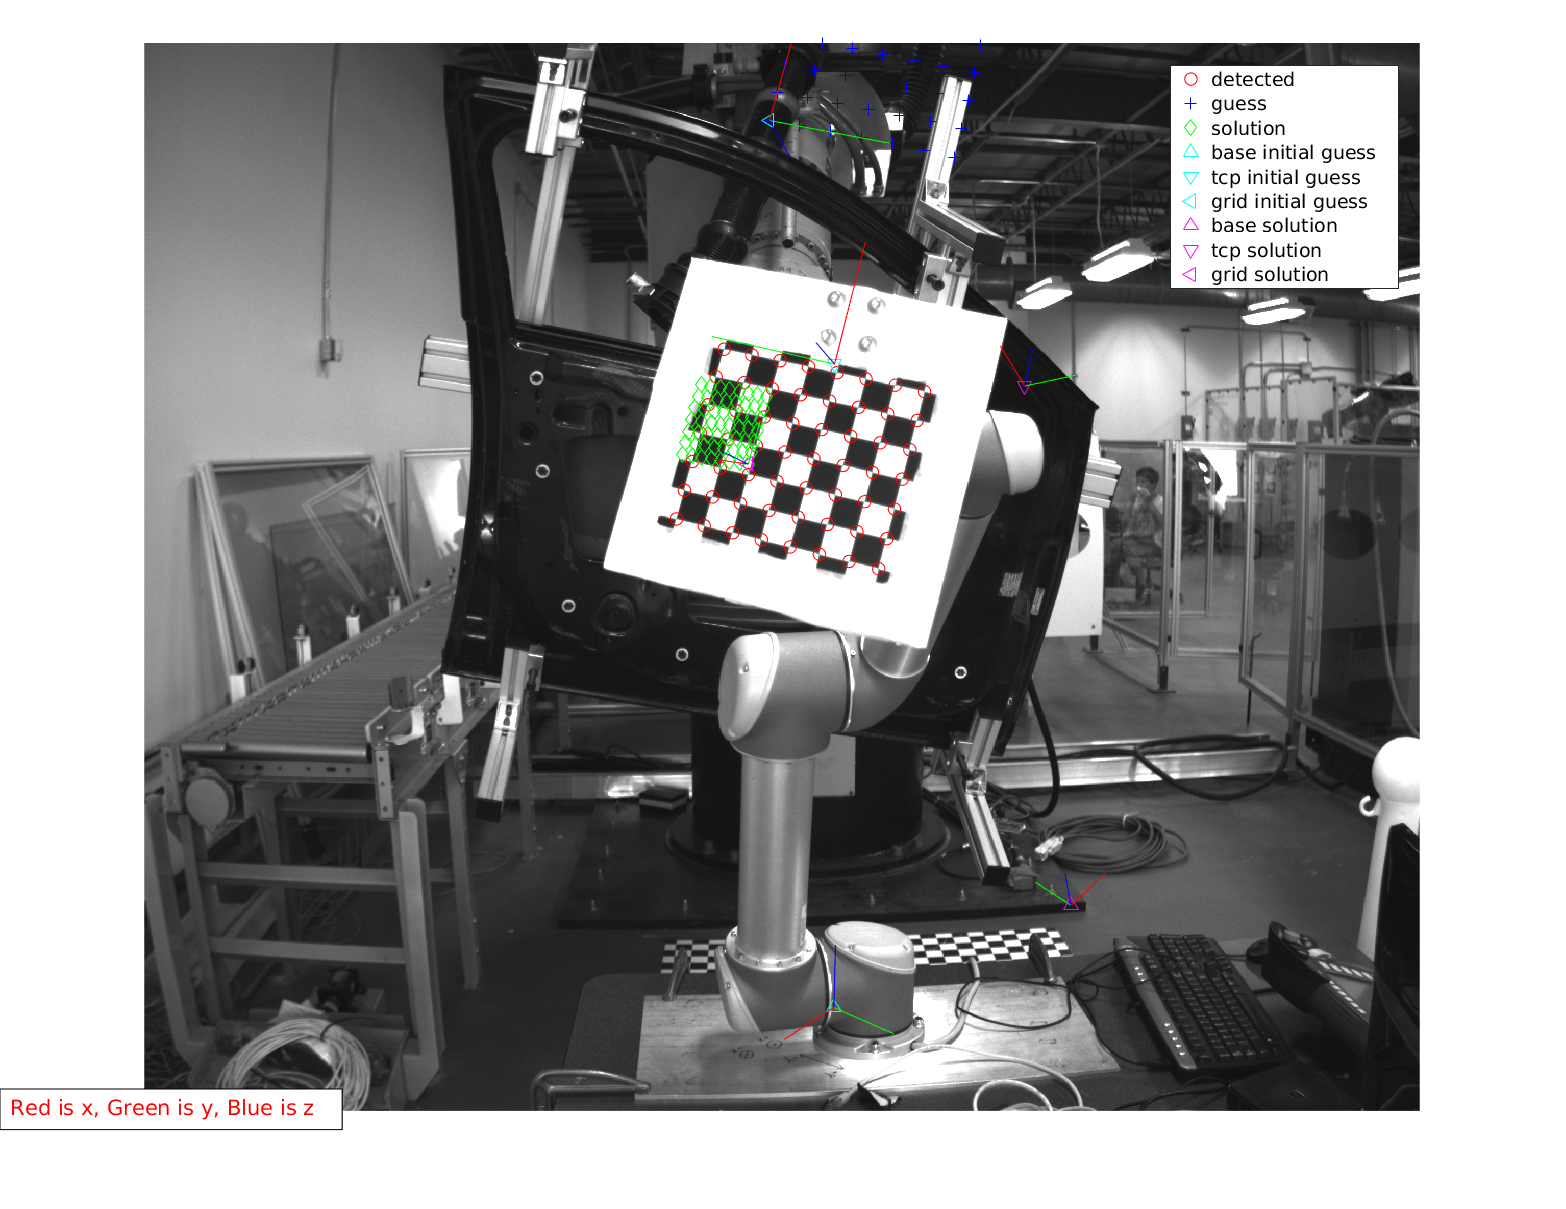 detected
guess
solution
base initial guess
tcp initial guess
grid initial guess
base solution
tcp solution
grid solution
Red is x, Green is y, Blue is z